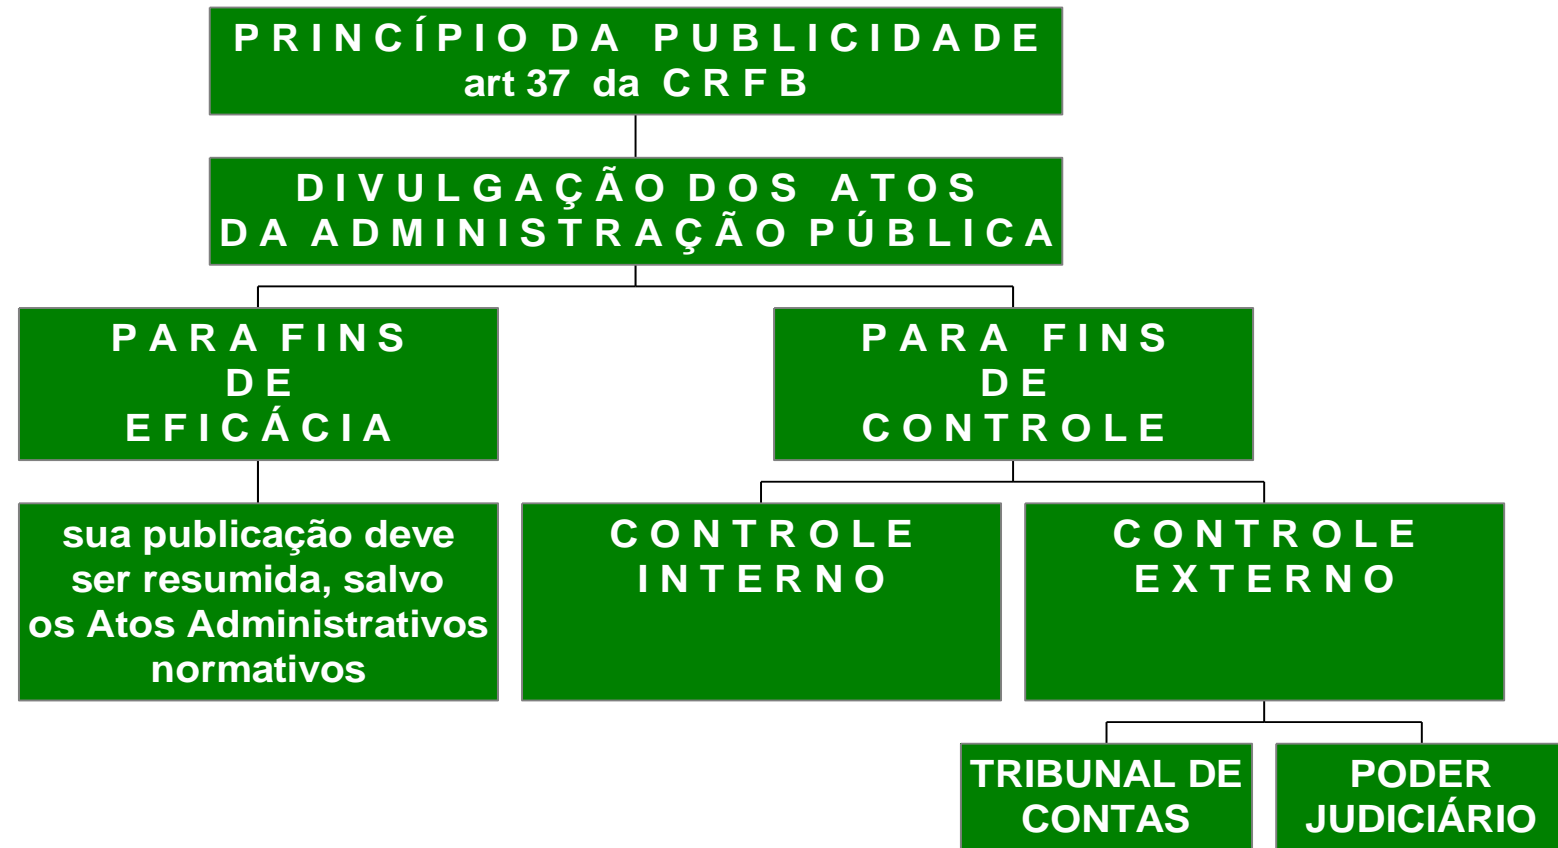 PRINCÍPIO DA PUBLICIDADE
art 37 da CRFB
DIVULGAÇÃO DOS ATOS
DA ADMINISTRAÇÃO PÚBLICA
PARA FINS
DE
EFICÁCIA
PARA FINS
DE
CONTROLE
sua publicação deve
ser resumida, salvo
os Atos Administrativos
normativos
CONTROLE
INTERNO
CONTROLE
EXTERNO
TRIBUNAL DE
CONTAS
PODER
JUDICIÁRIO